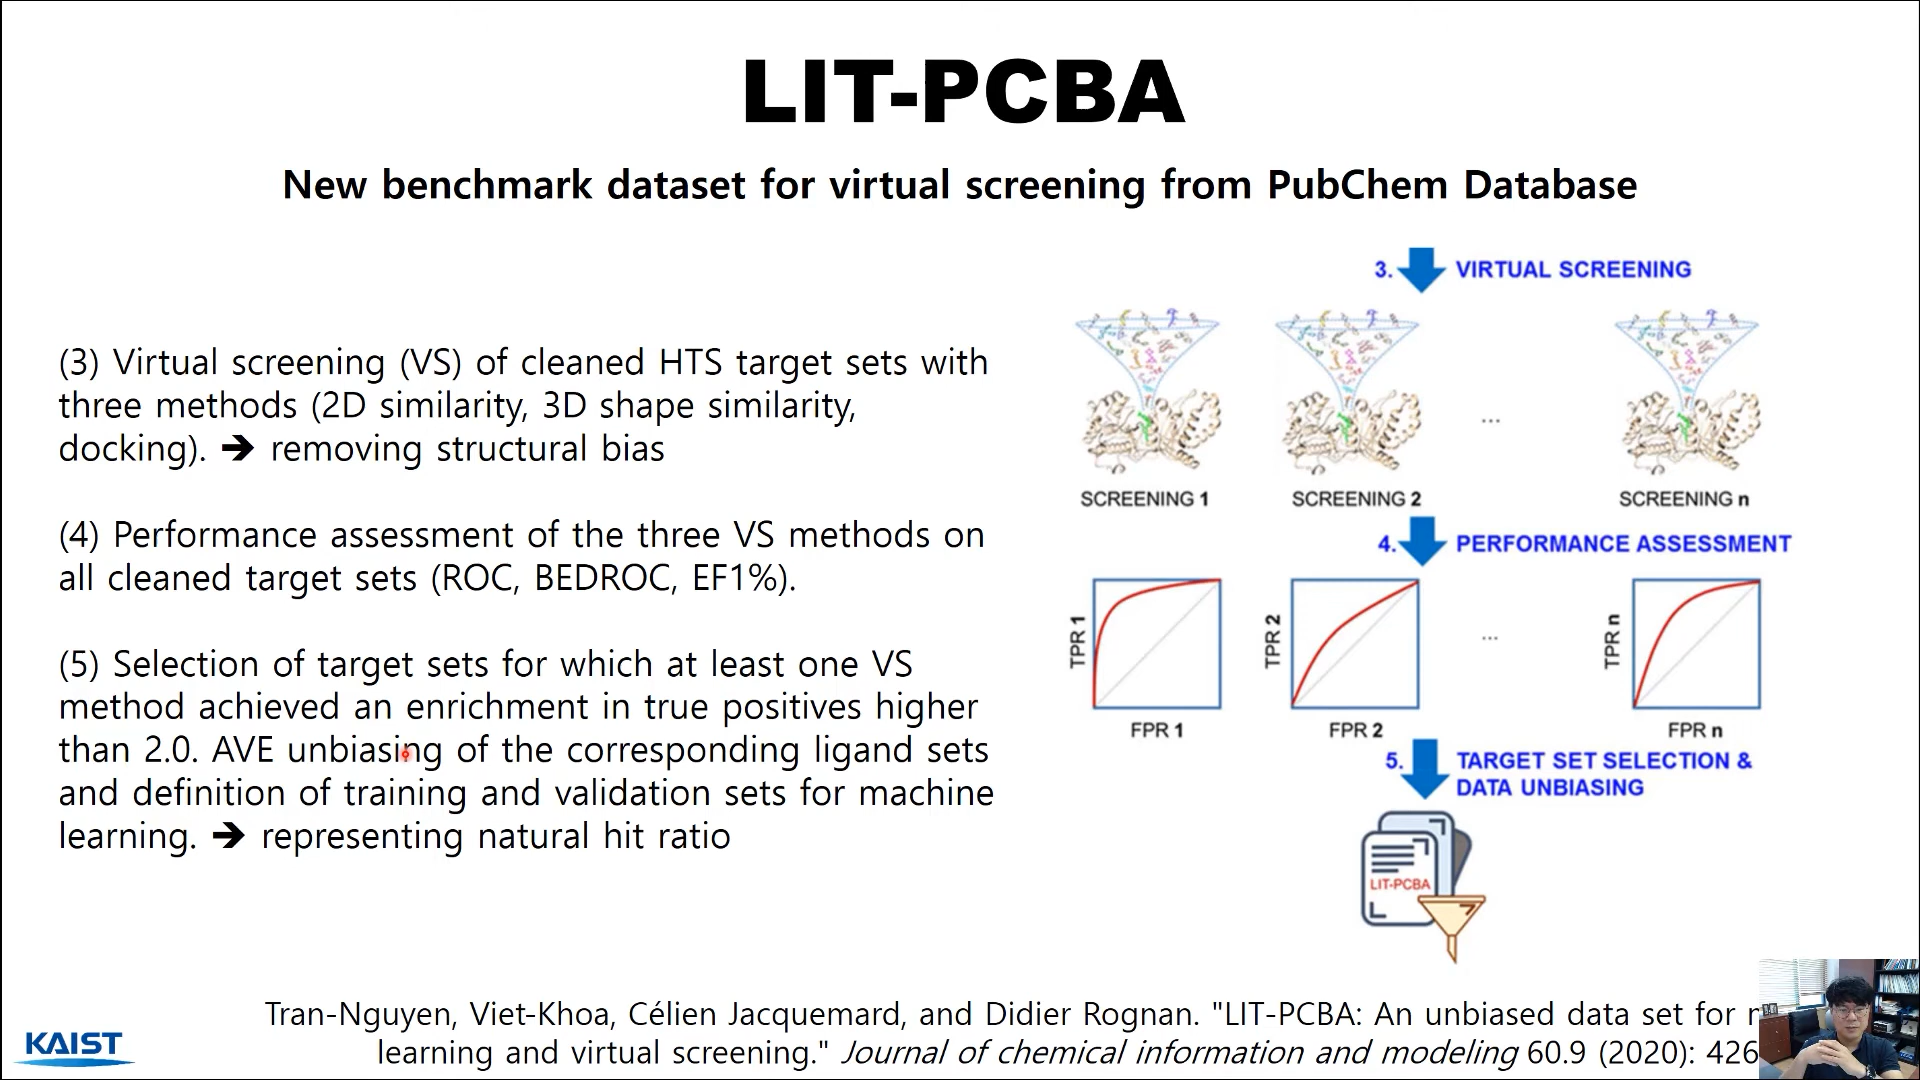 LIT-PCBA
New benchmark dataset for virtual screening from PubChem Database
(3) Virtual screening (VS) of cleaned HTS target sets with
three methods (2D similarity, 3D shape similarity,
docking). ➔ removing structural bias
(4) Performance assessment of the three VS methods on
all cleaned target sets (ROC, BEDROC, EF1%).
(5) Selection of target sets for which at least one VS
method achieved an enrichment in true positives higher
than 2.0. AVE unbiasing of the corresponding ligand sets
and definition of training and validation sets for machine
learning. ➔ representing natural hit ratio
3. VIRTUAL SCREENING
...
SCREENING 1 SCREENING 2 SCREENING n
4. PERFORMANCE ASSESSMENT
TPR 1 TPR 2 ... TPR n
FPR 1 FPR 2 FPR n
5. TARGET SET SELECTION &
DATA UNBIASING
LIT-PCBA
Tran-Nguyen, Viet-Khoa, Célien Jacquemard, and Didier Rognan. "LIT-PCBA: An unbiased data set for
learning and virtual screening." Journal of chemical information and modeling 60.9 (2020): 426
KAIST